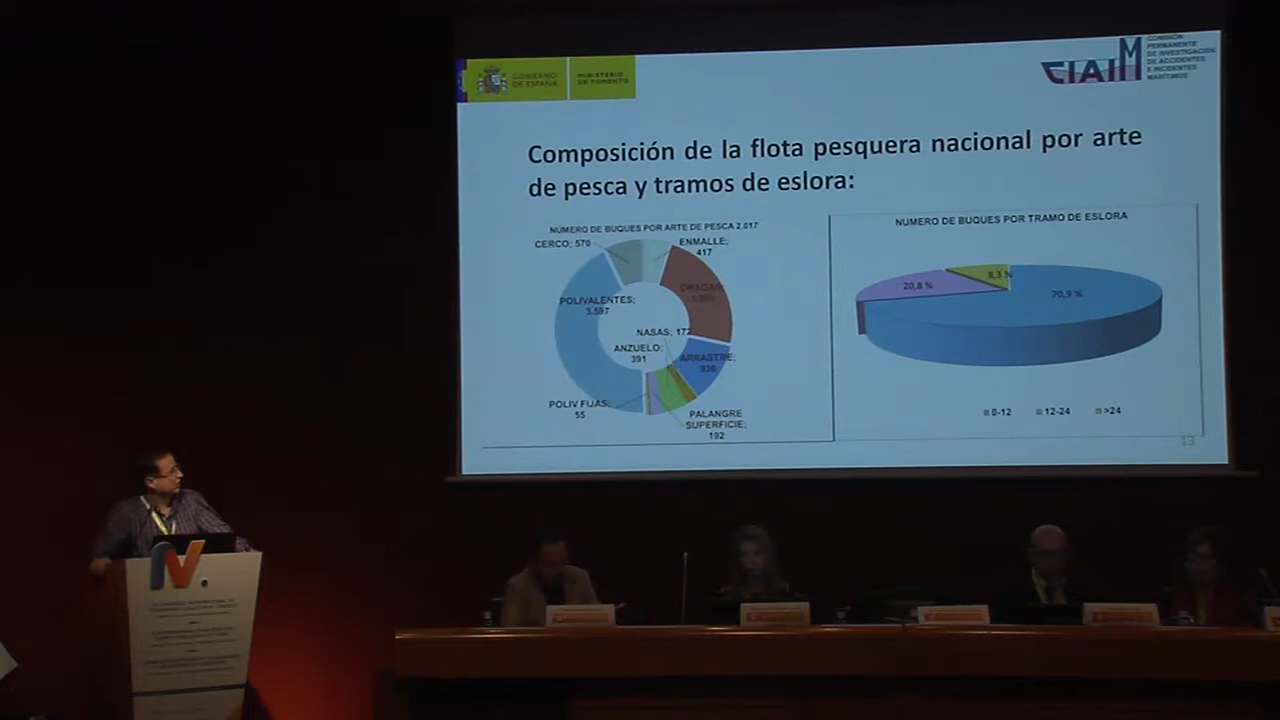 GOBIERNO
DE ESPAÑA
MINISTERIO
DE FOMENTO
CIAIM
COMISIÓN
PERMANENTE
DE INVESTIGACIÓN
DE ACCIDENTES
E INCIDENTES
MARÍTIMOS
Composición de la flota pesquera nacional por arte
de pesca y tramos de eslora:
NÚMERO DE BUQUES POR ARTE DE PESCA 2.017
CERCO; 570
ENMALLE;
417
DRAGAS;
POLIVALENTES;
3.597
NASAS; 172
ANZUELO;
391
ARRASTRE;
POLIV FIJAS;
55
PALANGRE
SUPERFICIE;
192
NUMERO DE BUQUES POR TRAMO DE ESLORA
8,3 %
20,8 %
70,9 %
0-12
12-24
>24
13